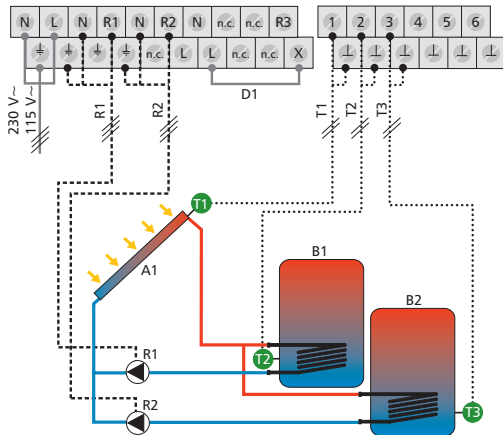 N L N R1 N R2 N n.c. n.c. R3
1 2 3 4 5 6
n.c. L L n.c. n.c. X
D1
230 V~
115 V~
R1
R2
T1
T2
T3
T1
A1
B1
B2
R1
T2
R2
T3